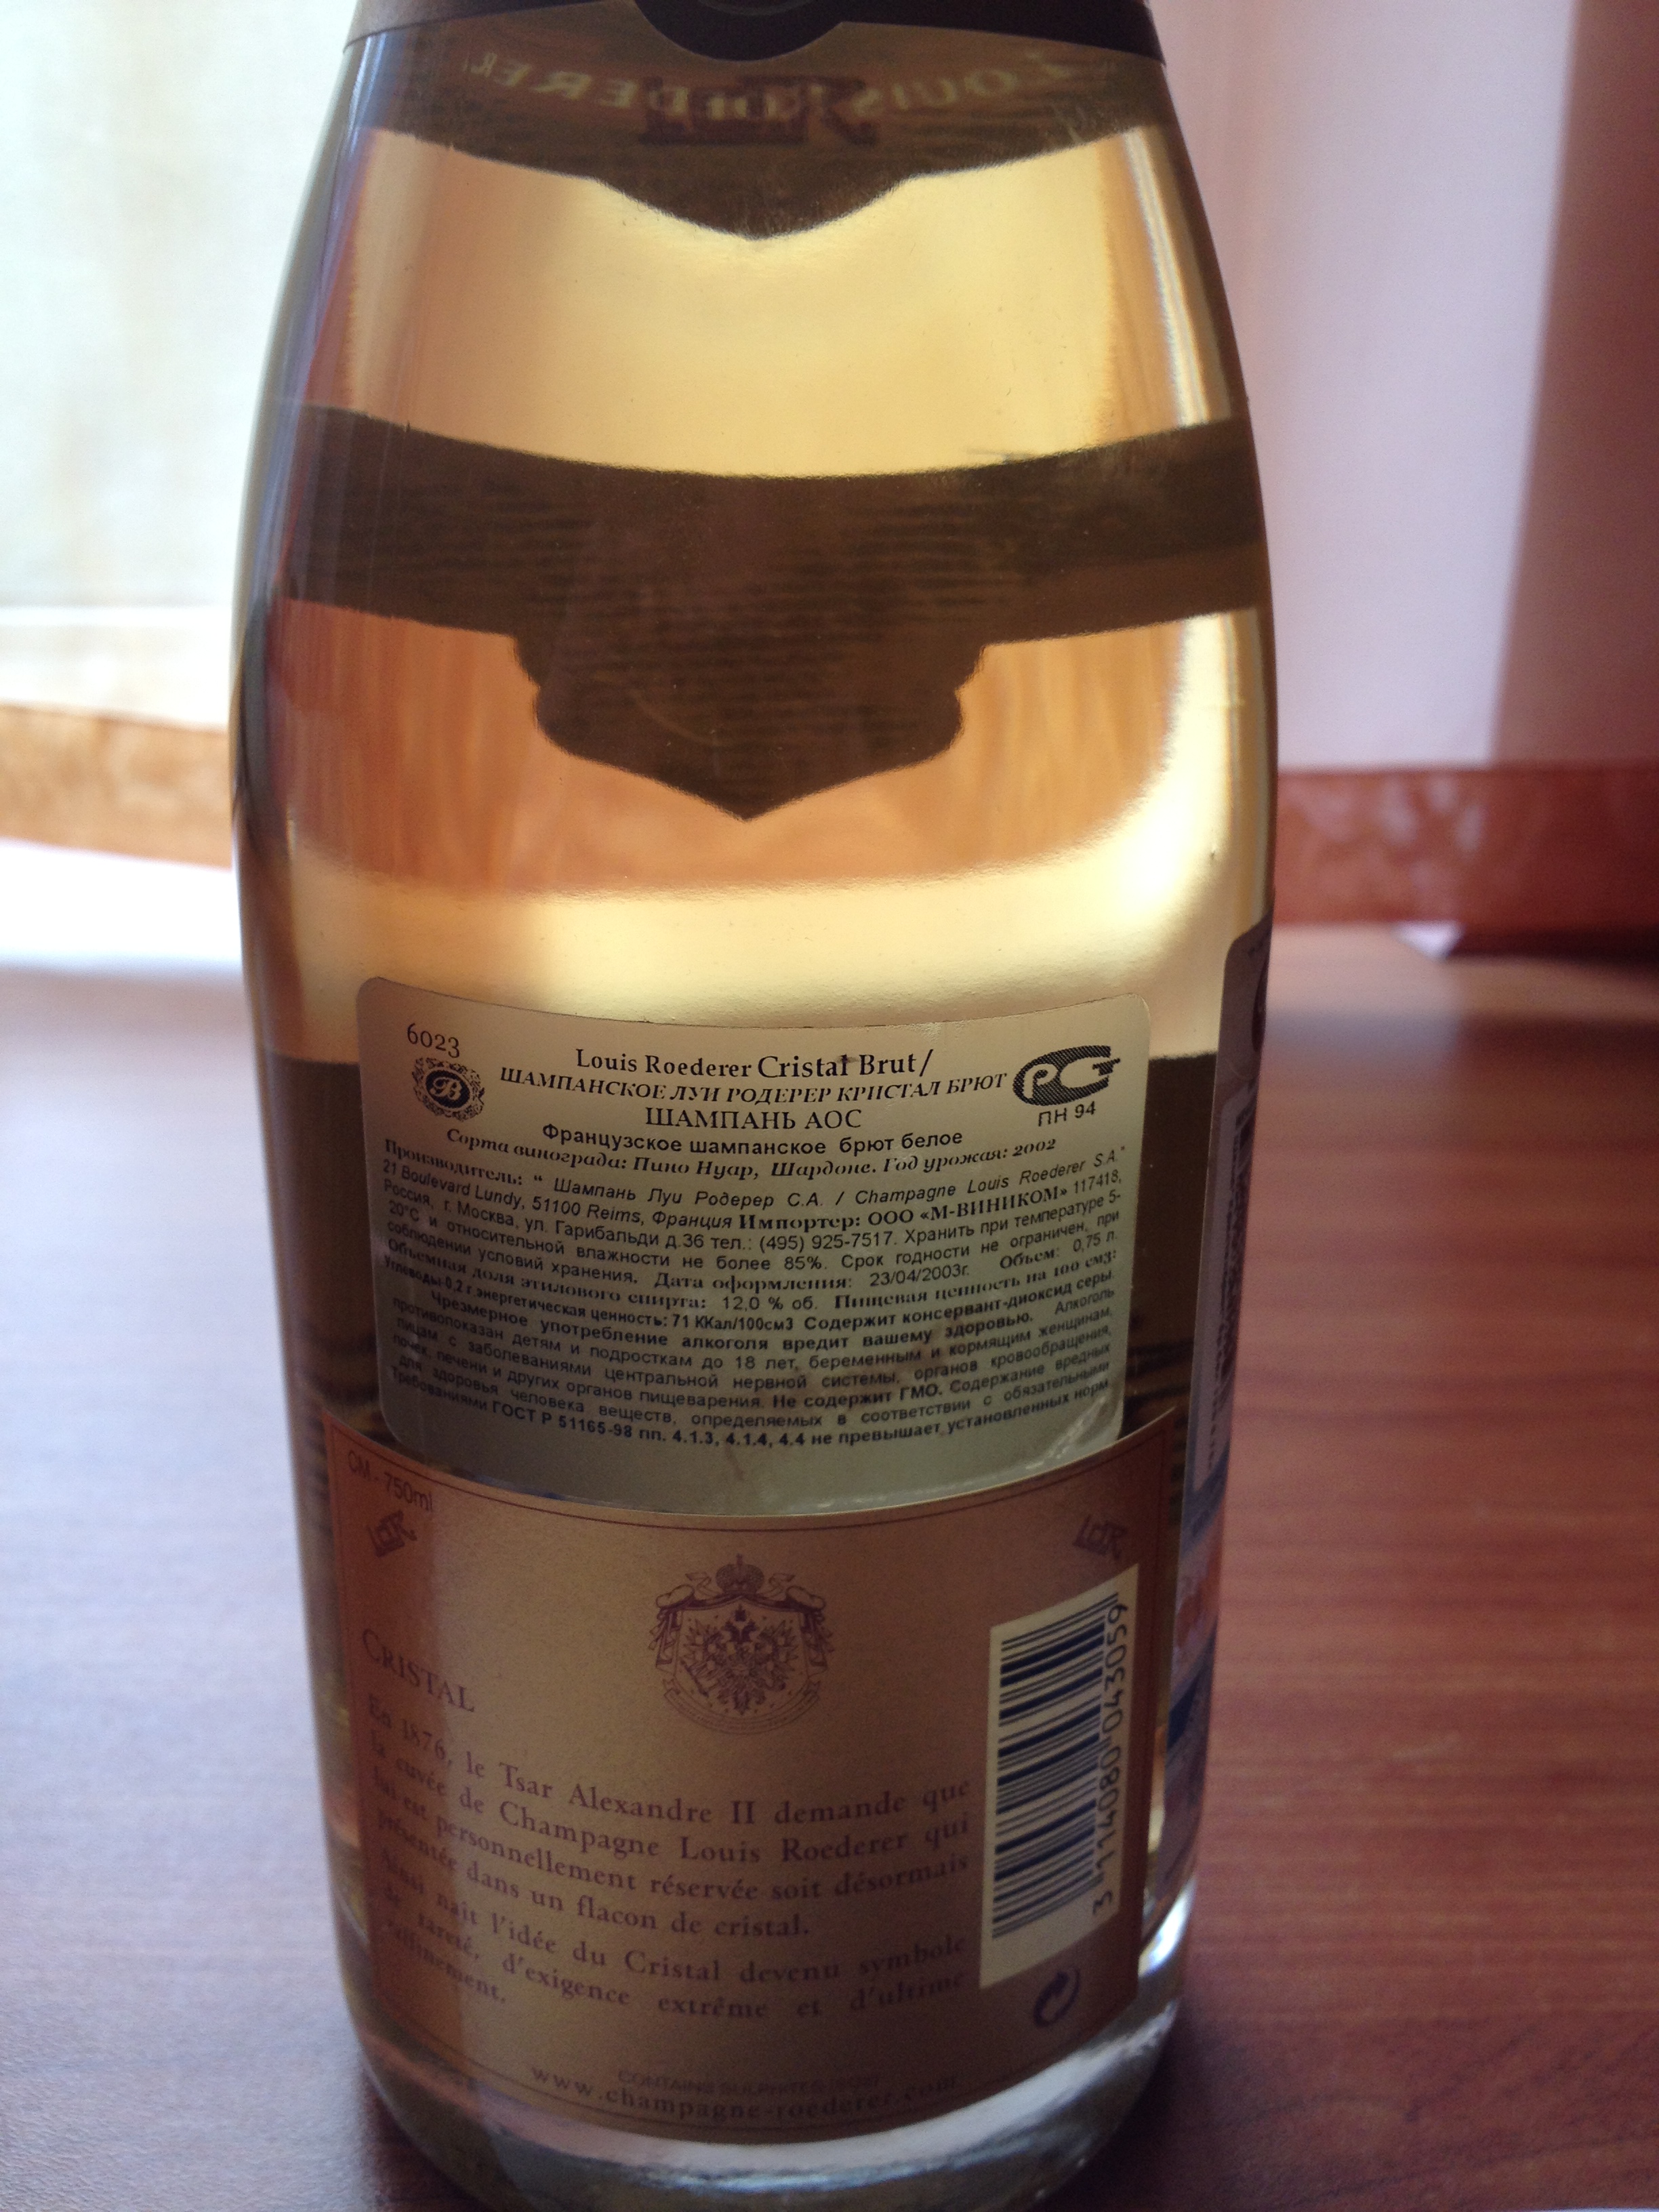 LOUIS ROEDERER
6023
Louis Roederer Cristal Brut/
ШАМПАНСКОЕ ЛУИ РОДЕРЕР КРИСТАЛ БРЮТ
ШАМПАНЬ АОС
РСТ
ПН 94
Французское шампанское брют белое
Сорта винограда: Пино Нуар, Шардоне. Год урожая: 2002
Производитель: “ Шампань Луи Родерер С.А. / Champagne Louis Roederer S.A.”
21 Boulevard Lundy, 51100 Reims, Франция Импортер: ООО «М-ВИНИКОМ» 117418,
Россия, г. Москва, ул. Гарибальди д.36 тел.: (495) 925-7517. Хранить при температуре 5-
20°С и относительной влажности не более 85%. Срок годности не ограничен, при
соблюдении условий хранения. Дата оформления: 23/04/2003г. Объем: 0,75 л.
Объемная доля этилового спирта: 12,0 % об. Пищевая ценность на 100 см3:
Углеводы-0,2 г энергетическая ценность: 71 ККал/100см3 Содержит консервант-диоксид серы.
Чрезмерное употребление алкоголя вредит вашему здоровью. Алкоголь
противопоказан детям и подросткам до 18 лет, беременным и кормящим женщинам,
лицам с заболеваниями центральной нервной системы, органов кровообращения,
почек, печени и других органов пищеварения. Не содержит ГМО. Содержание вредных
для здоровья человека веществ, определяемых в соответствии с обязательными
требованиями ГОСТ Р 51165-98 пп. 4.1.3, 4.1.4, 4.4 не превышает установленных норм
CM - 750ml
LdR
LdR
CRISTAL
En 1876, le Tsar Alexandre II demande que
la cuvée de Champagne Louis Roederer qui
lui est personnellement réservée soit désormais
présentée dans un flacon de cristal.
Ainsi naît l'idée du Cristal devenu symbole
de rareté, d'exigence extrême et d'ultime
raffinement.
3 114080 043059
CONTAINS SULPHITES
www.champagne-roederer.com